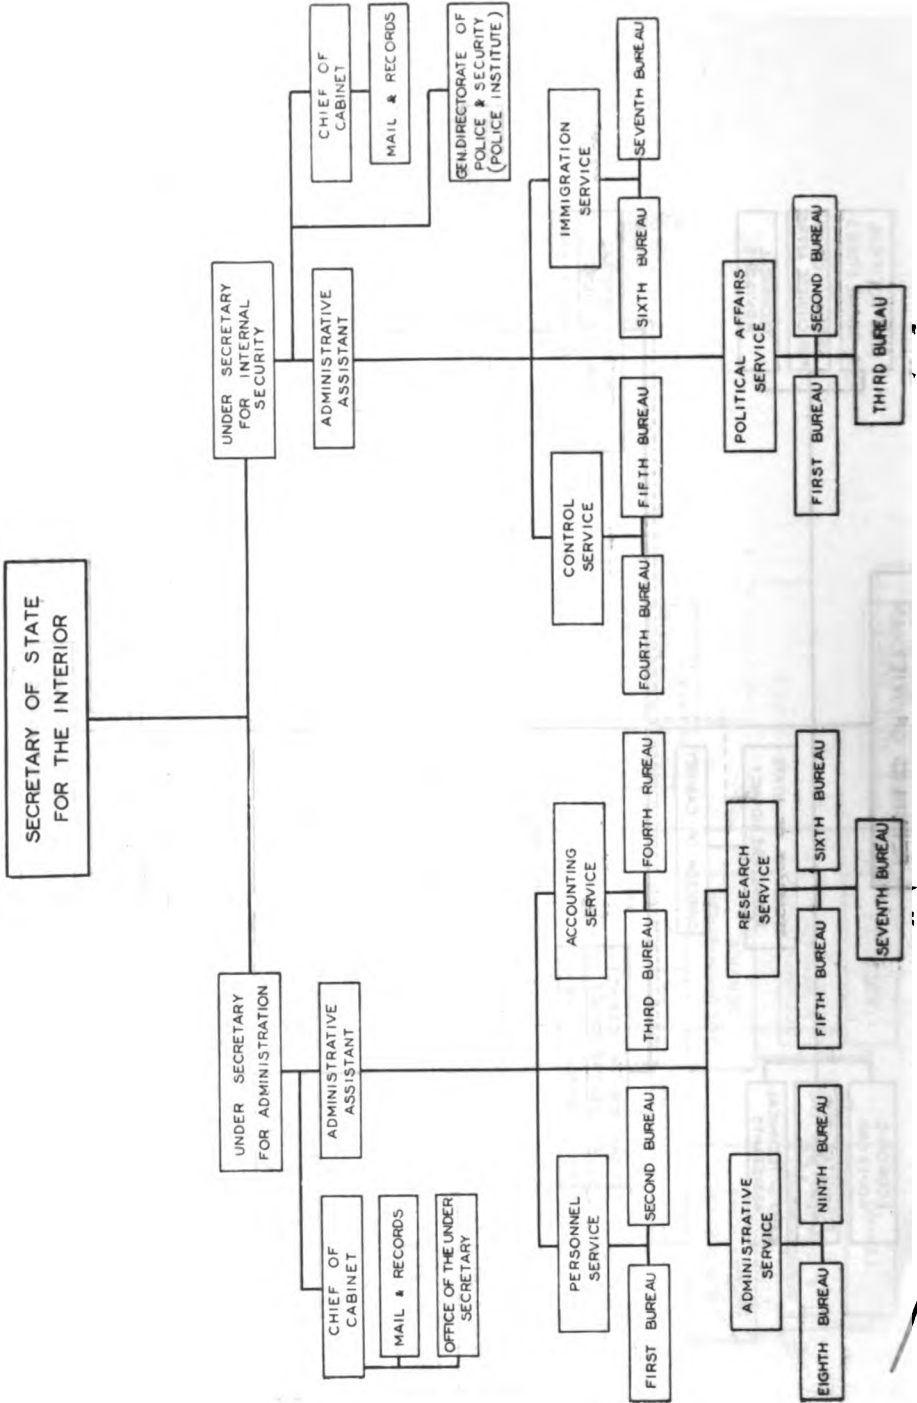 SECRETARY OF STATE
FOR THE INTERIOR
UNDER SECRETARY
FOR ADMINISTRATION
UNDER SECRETARY
FOR INTERNAL
SECURITY
CHIEF OF
CABINET
MAIL & RECORDS
OFFICE OF THE UNDER
SECRETARY
ADMINISTRATIVE
ASSISTANT
PERSONNEL
SERVICE
FIRST BUREAU
SECOND BUREAU
ACCOUNTING
SERVICE
THIRD BUREAU
FOURTH RUREAU
ADMINISTRATIVE
SERVICE
EIGHTH BUREAU
NINTH BUREAU
RESEARCH
SERVICE
FIFTH BUREAU
SIXTH BUREAU
SEVENTH BUREAU
ADMINISTRATIVE
ASSISTANT
CHIEF OF
CABINET
MAIL & RECORDS
GEN.DIRECTORATE OF
POLICE & SECURITY
(POLICE INSTITUTE)
CONTROL
SERVICE
FOURTH BUREAU
FIFTH BUREAU
IMMIGRATION
SERVICE
SIXTH BUREAU
SEVENTH BUREAU
POLITICAL AFFAIRS
SERVICE
FIRST BUREAU
SECOND BUREAU
THIRD BUREAU